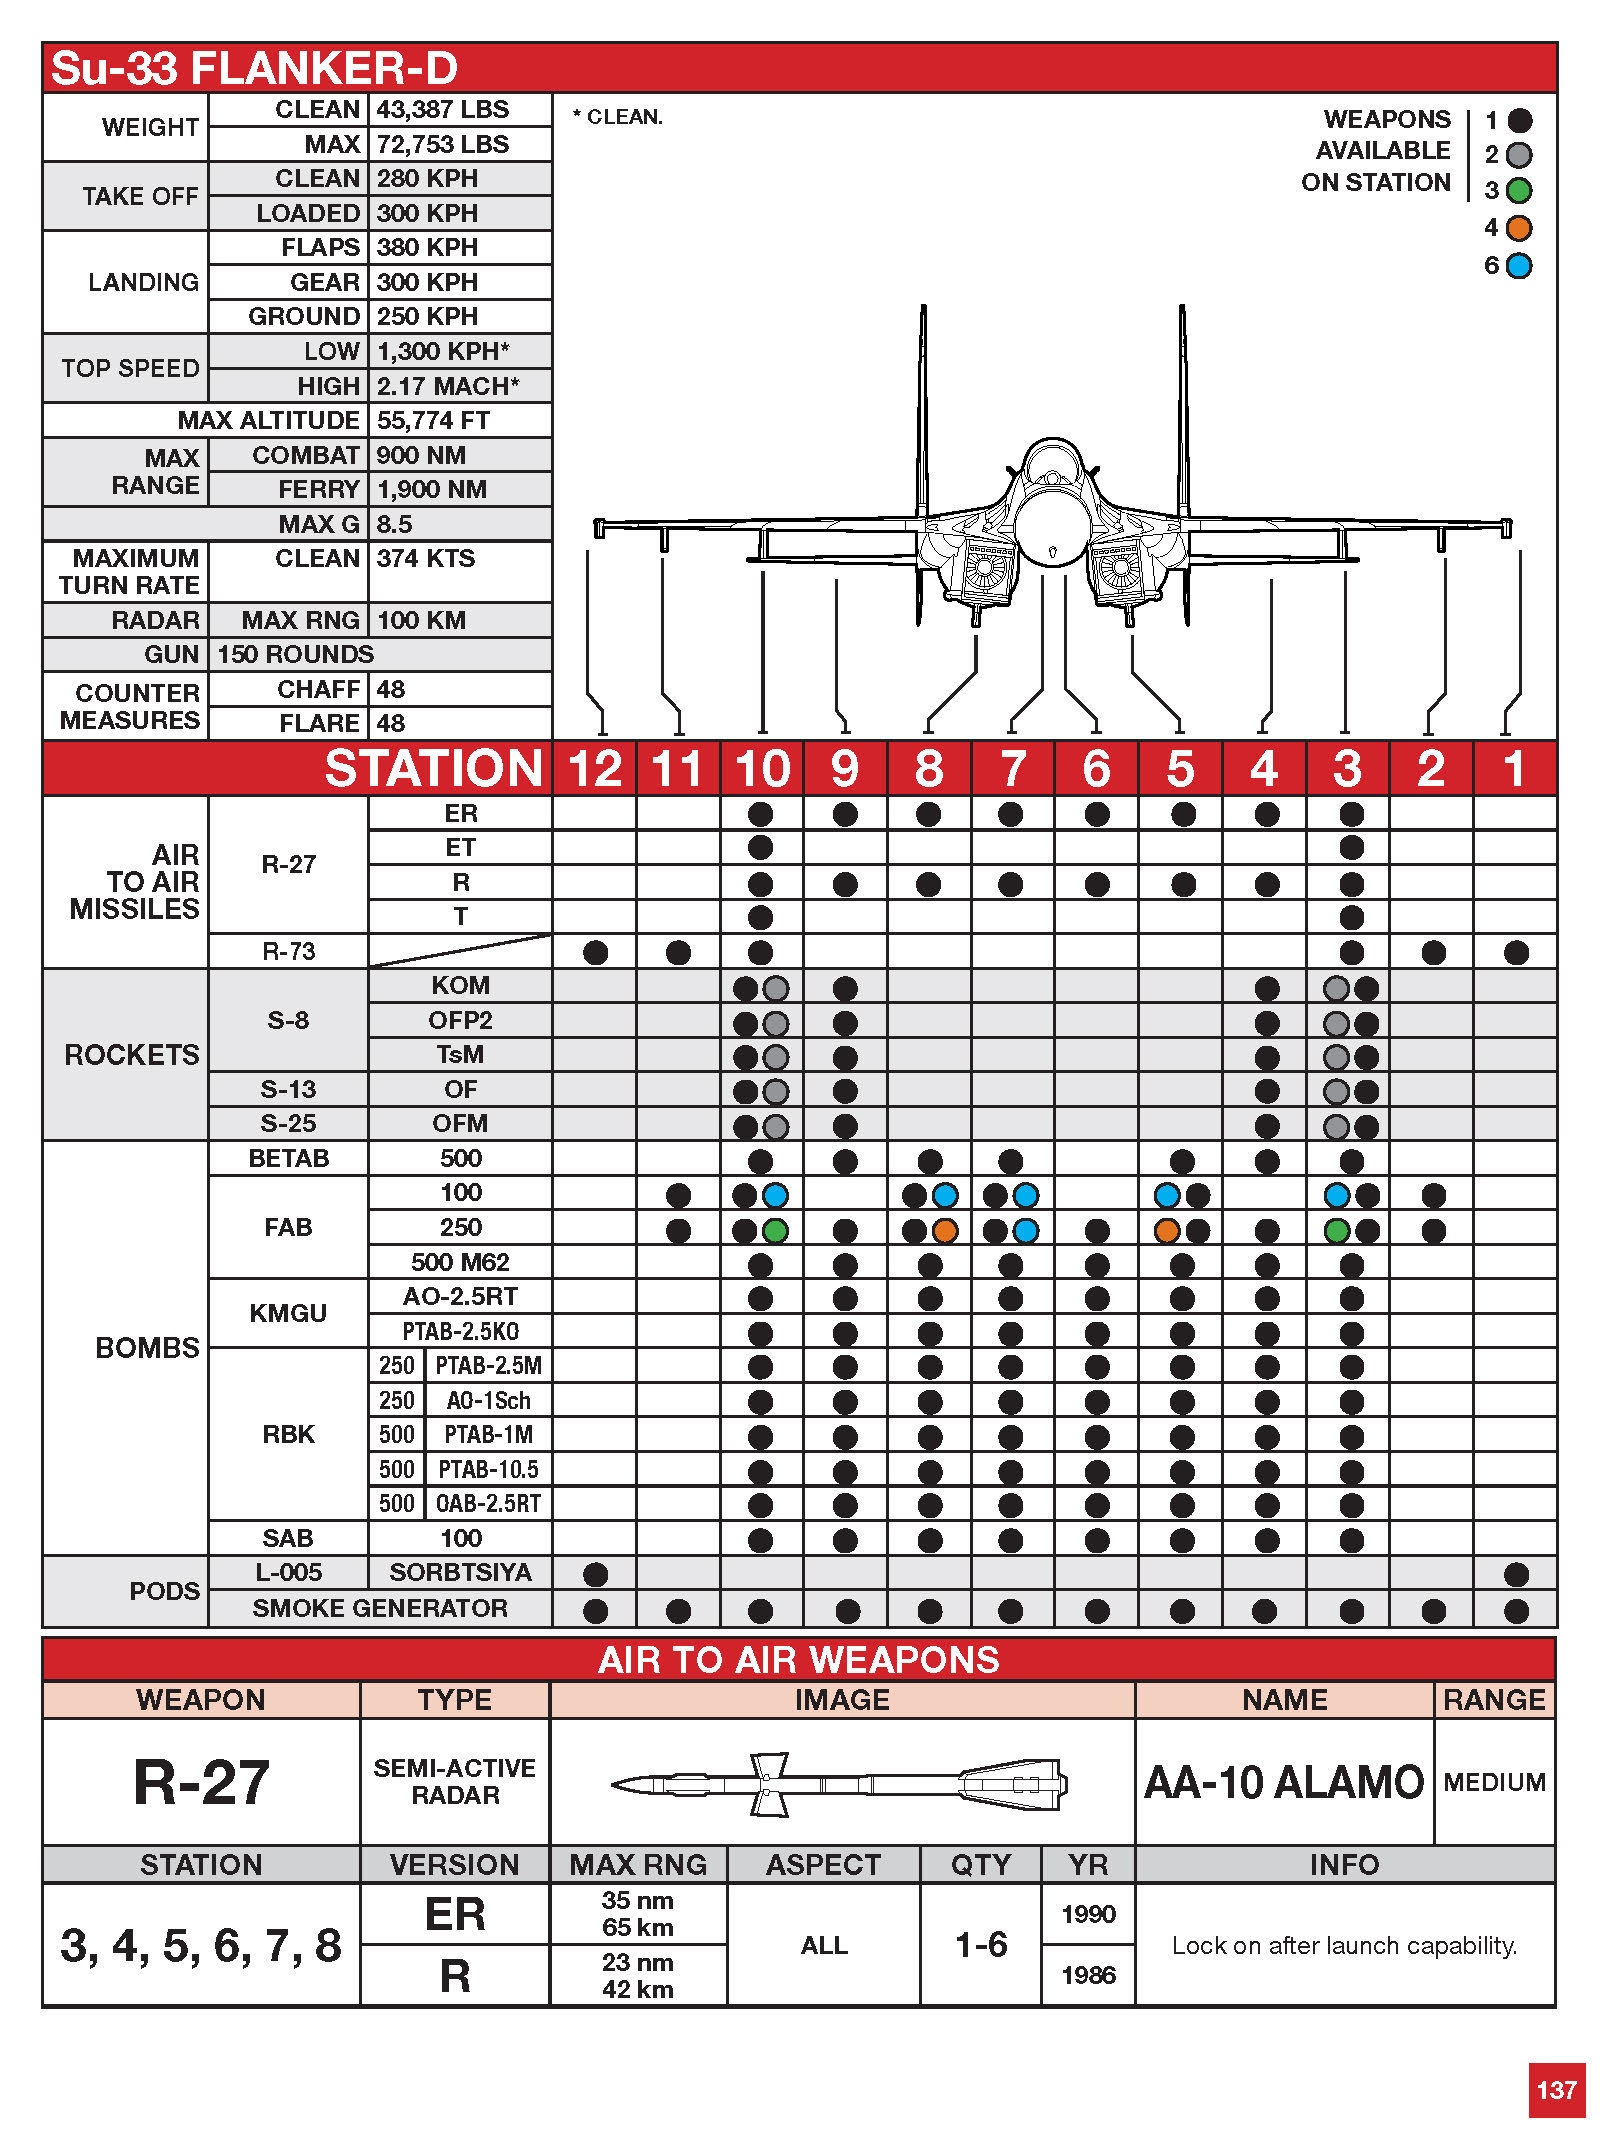 Su-33 FLANKER-D
WEIGHT
CLEAN 43,387 LBS
MAX 72,753 LBS
TAKE OFF
CLEAN 280 KPH
LOADED 300 KPH
LANDING
FLAPS 380 KPH
GEAR 300 KPH
GROUND 250 KPH
TOP SPEED
LOW 1,300 KPH*
HIGH 2.17 MACH*
MAX ALTITUDE 55,774 FT
MAX
RANGE
COMBAT 900 NM
FERRY 1,900 NM
MAX G 8.5
MAXIMUM
TURN RATE
CLEAN 374 KTS
RADAR MAX RNG 100 KM
GUN 150 ROUNDS
COUNTER
MEASURES
CHAFF 48
FLARE 48
* CLEAN.
WEAPONS
AVAILABLE
ON STATION
1
2
3
4
6
STATION 12 11 10 9 8 7 6 5 4 3 2 1
AIR
TO AIR
MISSILES
R-27
ER
ET
R
T
R-73
ROCKETS
S-8
KOM
OFP2
TsM
S-13 OF
S-25 OFM
BOMBS
BETAB 500
FAB
100
250
500 M62
KMGU
AO-2.5RT
PTAB-2.5KO
RBK
250 PTAB-2.5M
250 AO-1Sch
500 PTAB-1M
500 PTAB-10.5
500 OAB-2.5RT
SAB 100
PODS
L-005 SORBTSIYA
SMOKE GENERATOR
AIR TO AIR WEAPONS
WEAPON TYPE IMAGE NAME RANGE
R-27
SEMI-ACTIVE
RADAR
AA-10 ALAMO
MEDIUM
STATION VERSION MAX RNG ASPECT QTY YR INFO
3, 4, 5, 6, 7, 8
ER
35 nm
65 km
R
23 nm
42 km
ALL
1-6
1990
1986
Lock on after launch capability.
137